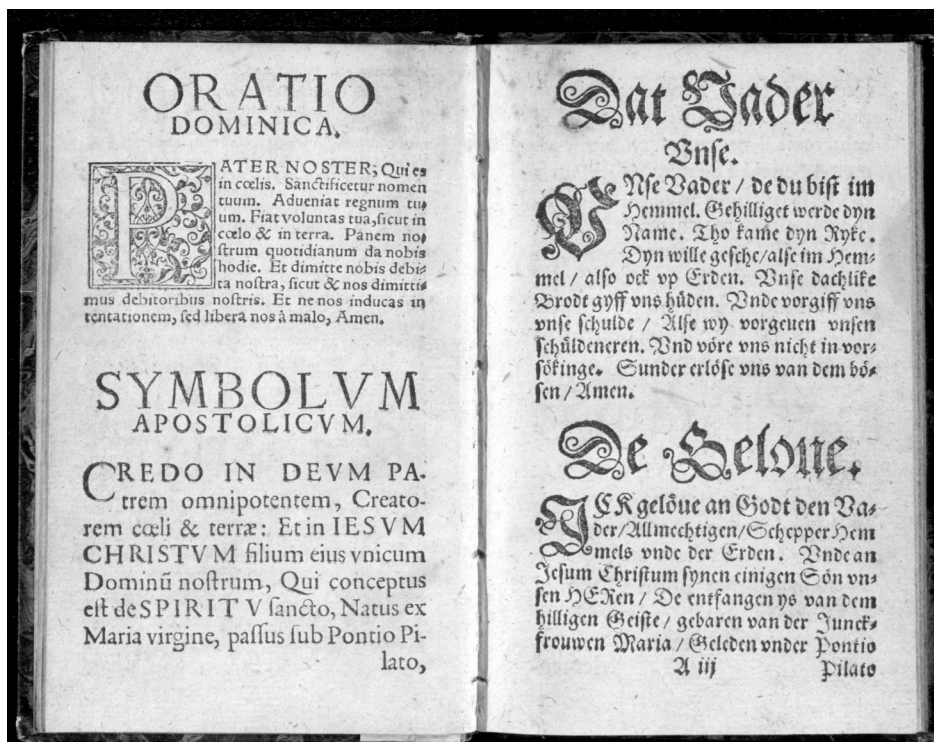 ORATIO
DOMINICA.
PATER NOSTER; Qui es
in cœlis. Sanctificetur nomen
tuum. Adueniat regnum tu-
um. Fiat voluntas tua, sicut in
cœlo & in terra. Panem no-
strum quotidianum da nobis
hodie. Et dimitte nobis debi-
ta nostra, sicut & nos dimitti-
mus debitoribus nostris. Et ne nos inducas in
tentationem, sed libera nos à malo, Amen.
SYMBOLVM
APOSTOLICVM.
CREDO IN DEVM PA-
trem omnipotentem, Creato-
rem cœli & terræ: Et in IESVM
CHRISTVM filium eius vnicum
Dominũ nostrum, Qui conceptus
est de SPIRITV sancto, Natus ex
Maria virgine, passus sub Pontio Pi-
lato,
Dat Vader
Vnse.
VNse Vader / de du bist im
Hemmel. Gehilliget werde dyn
Name. Tho kame dyn Ryke.
Dyn wille gesche / alse im Hem-
mel / also ock vp Erden. Vnse dachlike
Brodt gyff vns hüden. Vnde vorgiff vns
vnse schulde / Alse wy vorgeuen vnsen
schüldeneren. Vnd vöre vns nicht in vor-
sökinge. Sunder erlöse vns van dem bö-
sen / Amen.
De Geloue.
ICK gelöue an Godt den Va-
der / Allmechtigen / Schepper Hem
mels vnde der Erden. Vnde an
Jesum Christum synen einigen Sön vn-
sen HERen / De entfangen ys van dem
hilligen Geiste / gebaren van der Junck-
frouwen Maria / Geleden vnder Pontio
A iij Pilato